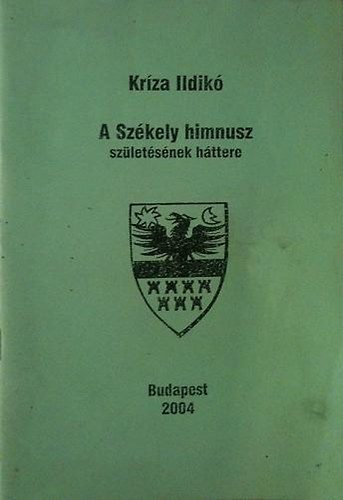 Kríza Ildikó
A Székely himnusz
születésének háttere
Budapest
2004